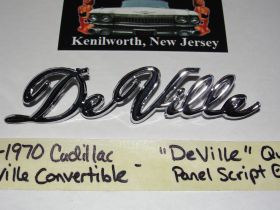 Kenilworth, New Jersey
DeVille
-1970 Cadillac "DeVille" Qu
ville Convertible - Panel Script